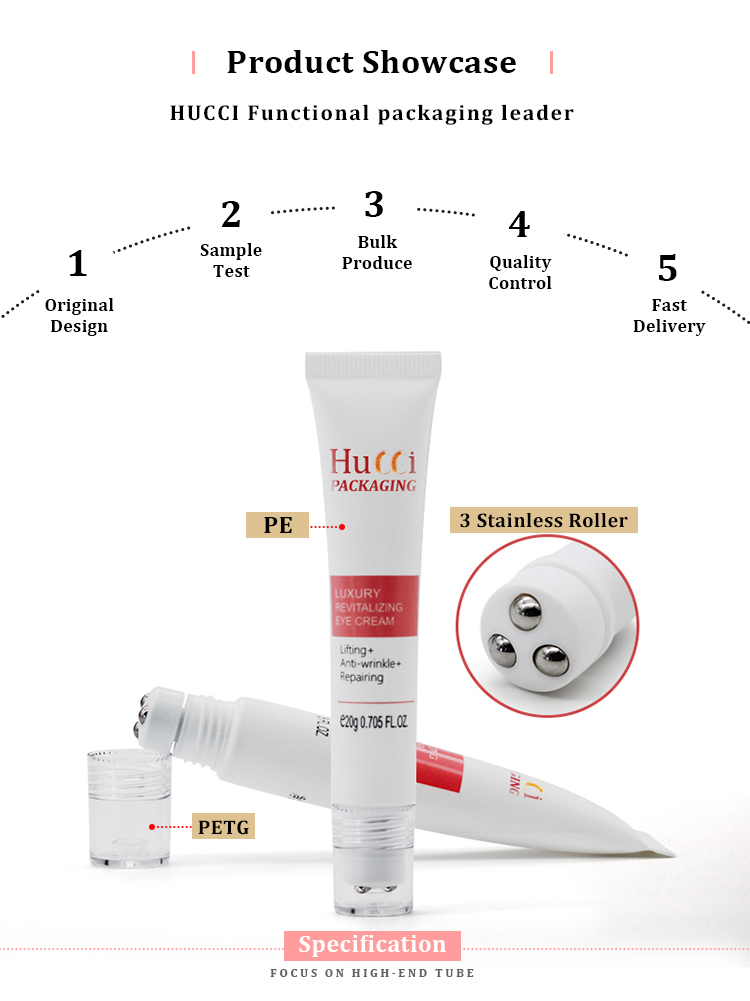 Product Showcase
HUCCI Functional packaging leader
1
Original
Design
2
Sample
Test
3
Bulk
Produce
4
Quality
Control
5
Fast
Delivery
HuCCi
PACKAGING
PE
3 Stainless Roller
LUXURY
REVITALIZING
EYE CREAM
Lifting+
Anti-wrinkle+
Repairing
e20g 0.705 FL.OZ.
PETG
Specification
FOCUS ON HIGH-END TUBE